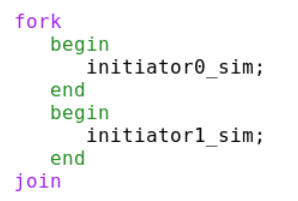 fork
   begin
      initiator0_sim;
   end
   begin
      initiator1_sim;
   end
join